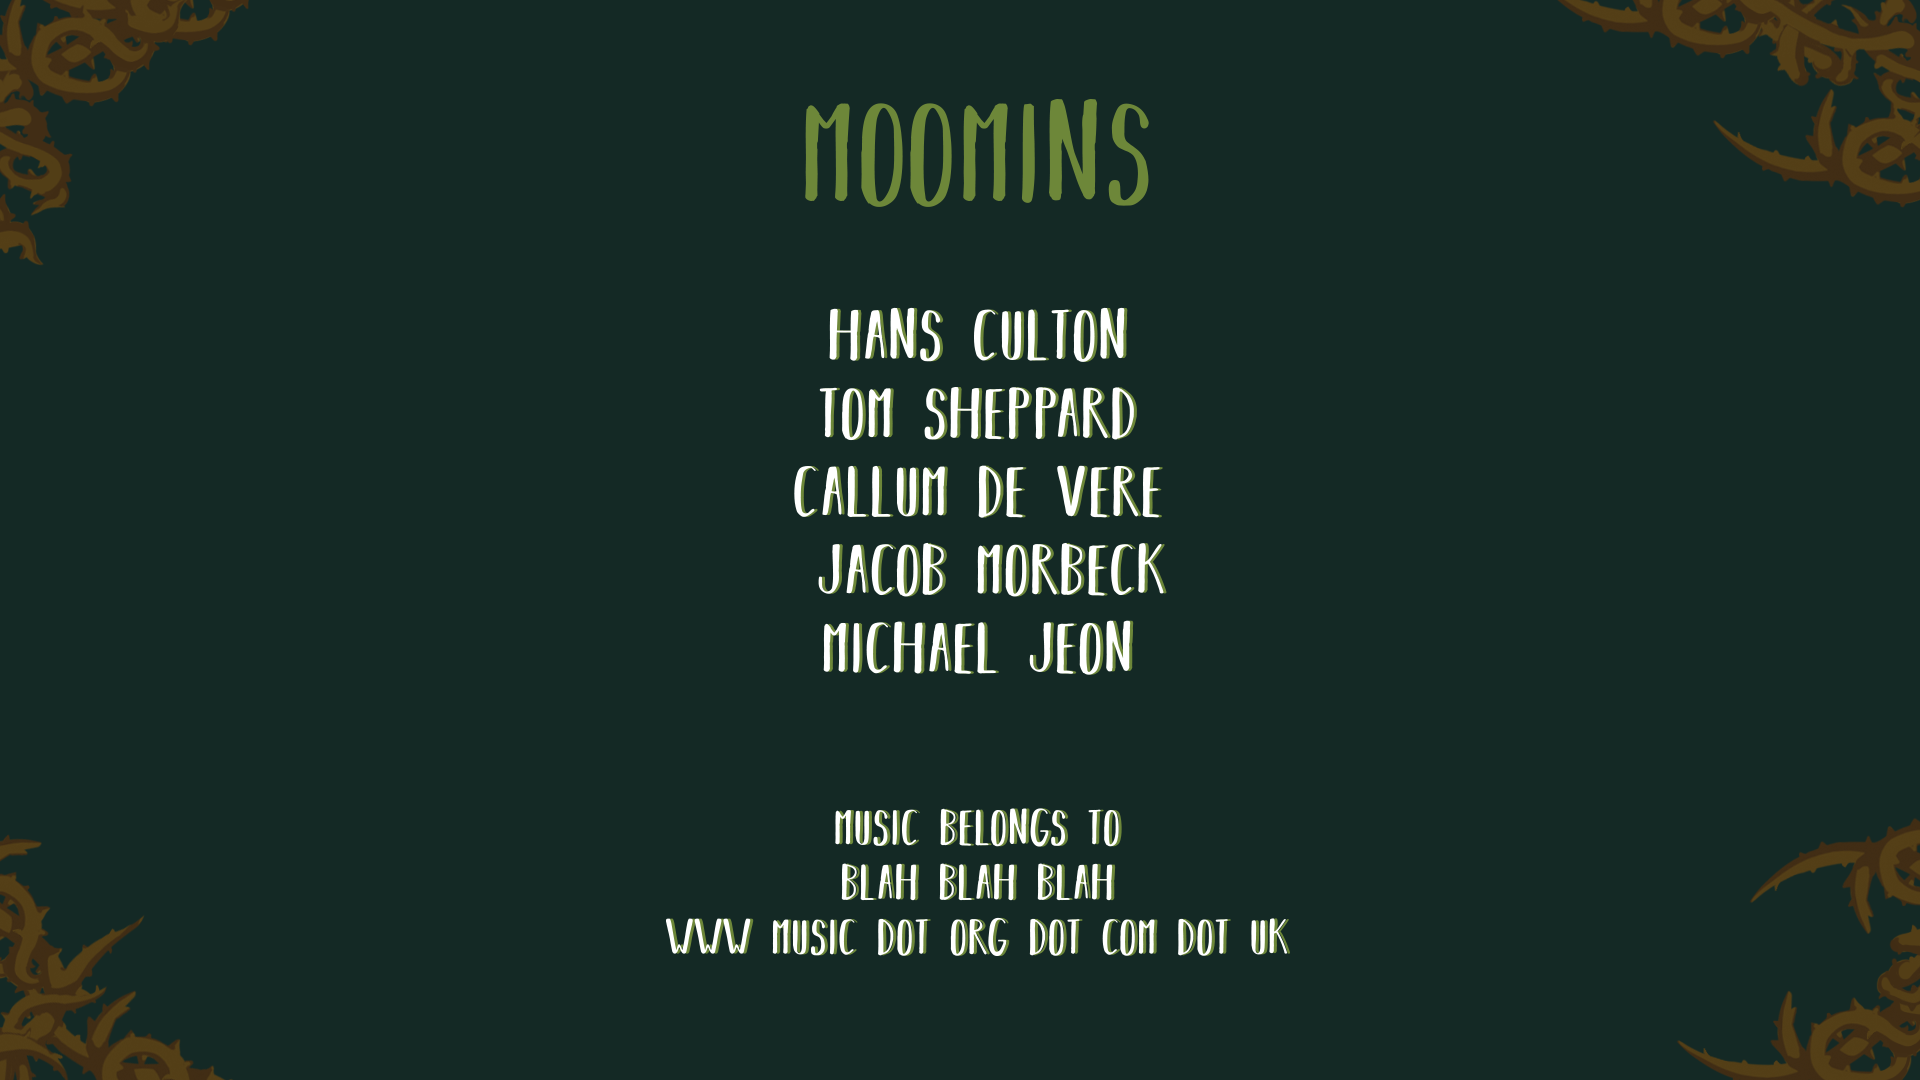 MOOMINS
HANS CULTON
TOM SHEPPARD
CALLUM DE VERE
JACOB MORBECK
MICHAEL JEON
MUSIC BELONGS TO
BLAH BLAH BLAH
WWW MUSIC DOT ORG DOT COM DOT UK